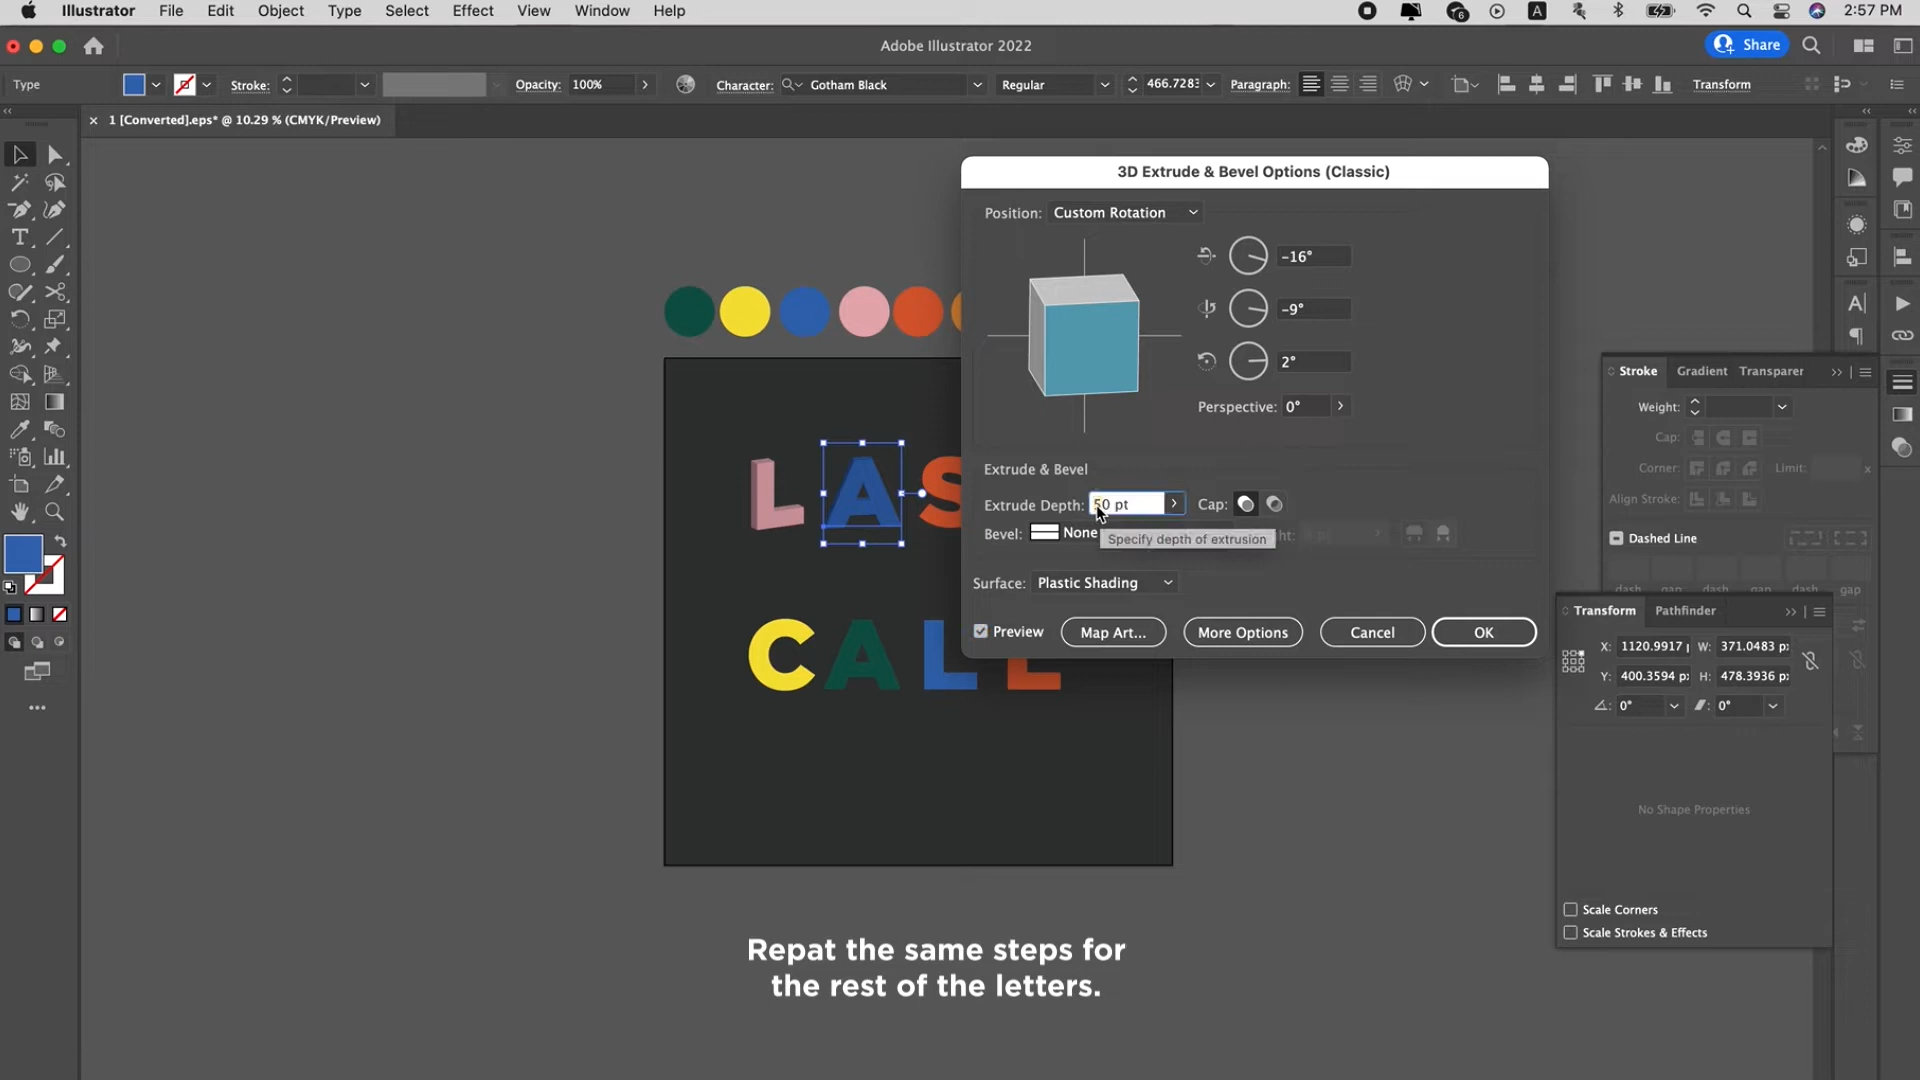 Illustrator File Edit Object Type Select Effect View Window Help
6 A 2:57 PM
Adobe Illustrator 2022
Share
Type Stroke: Opacity: 100% Character: Gotham Black Regular 466.728 Paragraph: Transform
× 1 [Converted].eps* @ 10.29 % (CMYK/Preview)
3D Extrude & Bevel Options (Classic)
Position: Custom Rotation
-16°
-9°
2°
Perspective: 0°
Extrude & Bevel
Extrude Depth: 50 pt Cap:
Bevel: None
Specify depth of extrusion
Surface: Plastic Shading
Preview Map Art... More Options Cancel OK
L A S
C A L L
Stroke Gradient Transparer
Weight:
Cap:
Corner: Limit: x
Align Stroke:
Dashed Line
dash gap dash gap dash gap
Transform Pathfinder
X: 1120.9917 W: 371.0483 px
Y: 400.3594 px H: 478.3936 px
0° 0°
No Shape Properties
Scale Corners
Scale Strokes & Effects
Repat the same steps for
the rest of the letters.